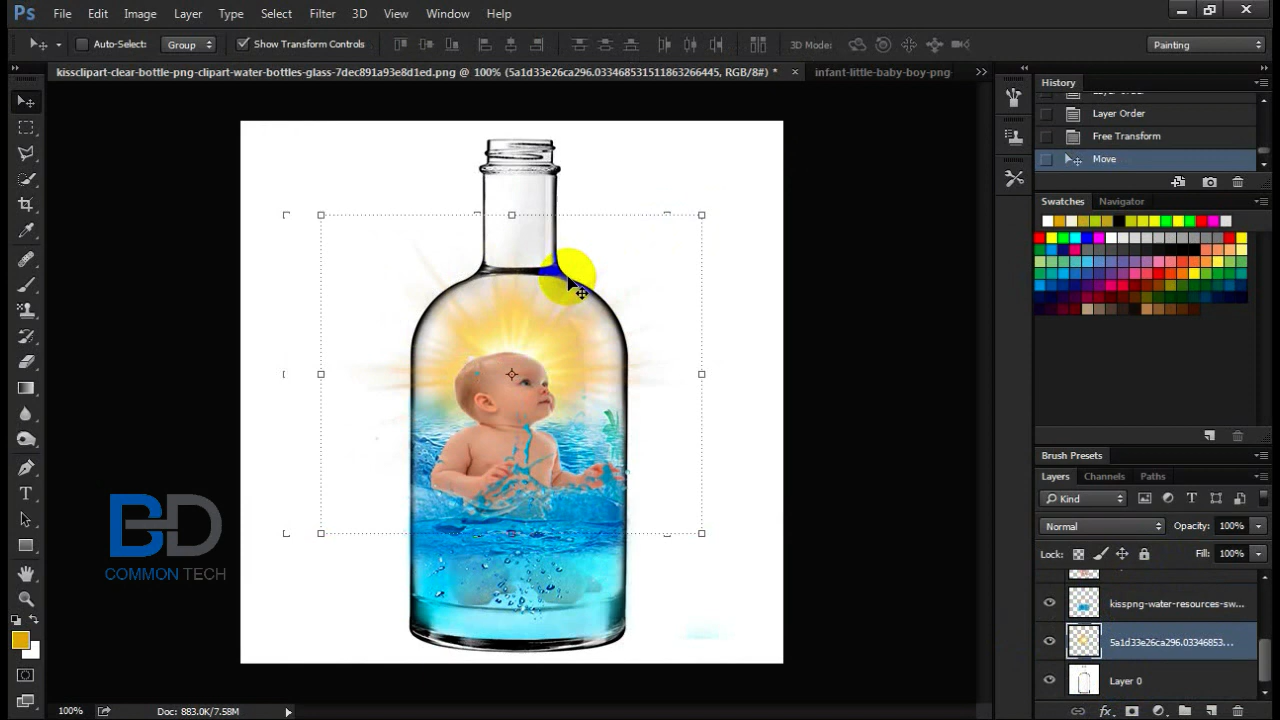 Ps File Edit Image Layer Type Select Filter 3D View Window Help
Auto-Select: Group Show Transform Controls 3D Mode: Painting
kissclipart-clear-bottle-png-clipart-water-bottles-glass-7dec891a93e8d1ed.png @ 100% (5a1d33e26ca296.033468531511863266445, RGB/8#) * × infant-little-baby-boy-png-
History
Layer Order
Layer Order
Free Transform
Move
Swatches Navigator
Brush Presets
Layers Channels Paths
Kind
Normal Opacity: 100%
Lock: Fill: 100%
kisspng-water-resources-sw...
5a1d33e26ca296.03346853...
Layer 0
BD
COMMON TECH
100% Doc: 883.0K/7.58M